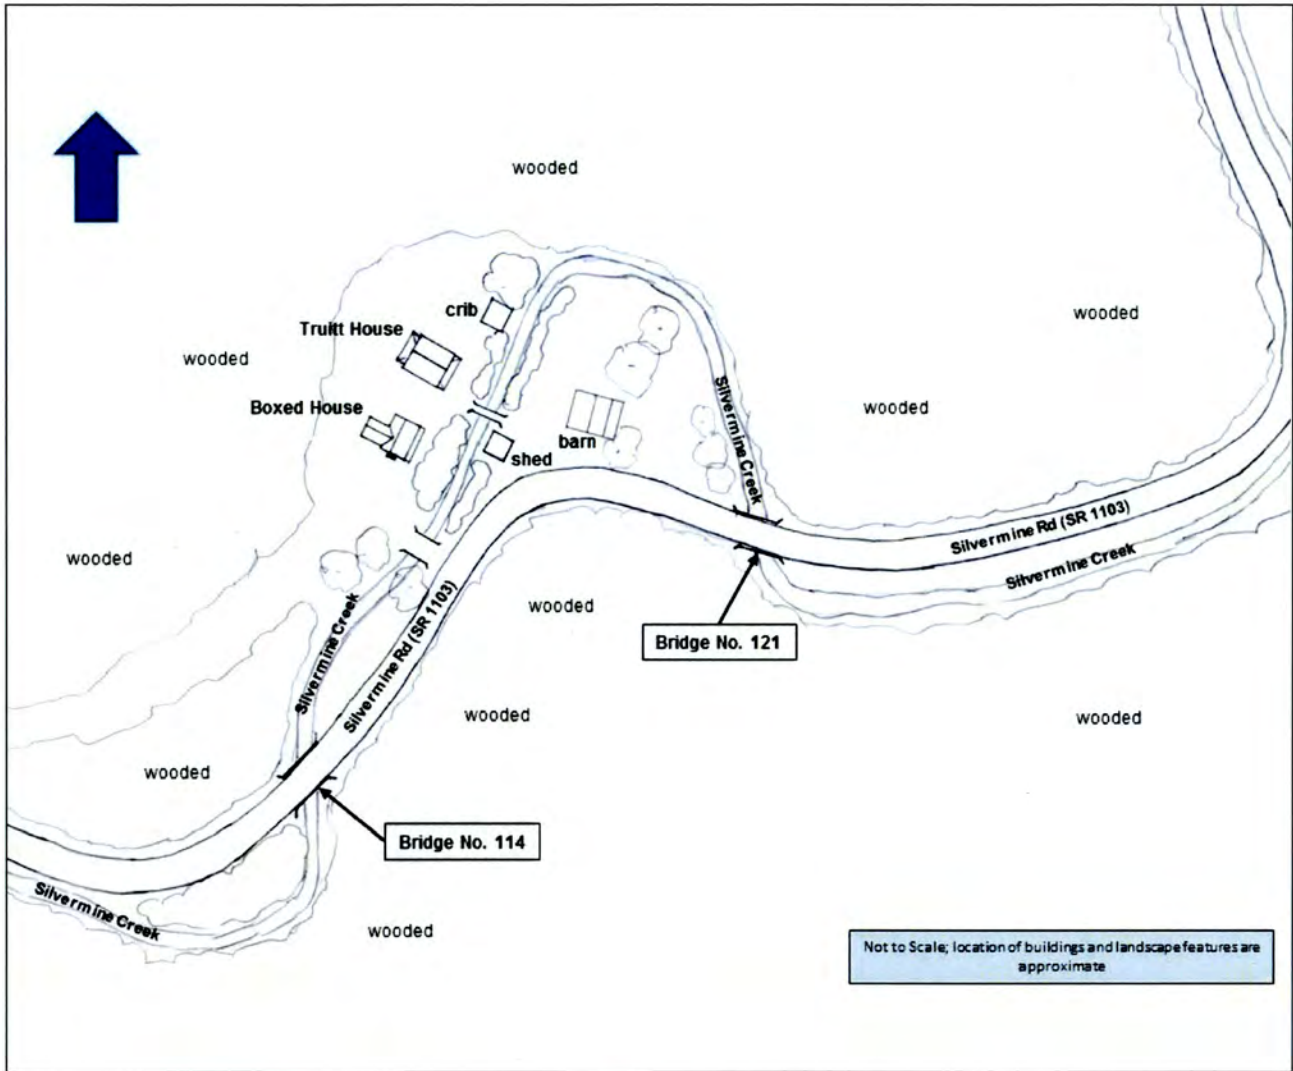 wooded
crib
Truitt House
wooded
wooded
Boxed House
wooded
barn
shed
Silvermine Creek
Silvermine Rd (SR 1103)
Silvermine Creek
wooded
wooded
Bridge No. 121
Silvermine Creek
Silvermine Rd (SR 1103)
wooded
wooded
wooded
Bridge No. 114
Silvermine Creek
wooded
Not to Scale; location of buildings and landscape features are
approximate